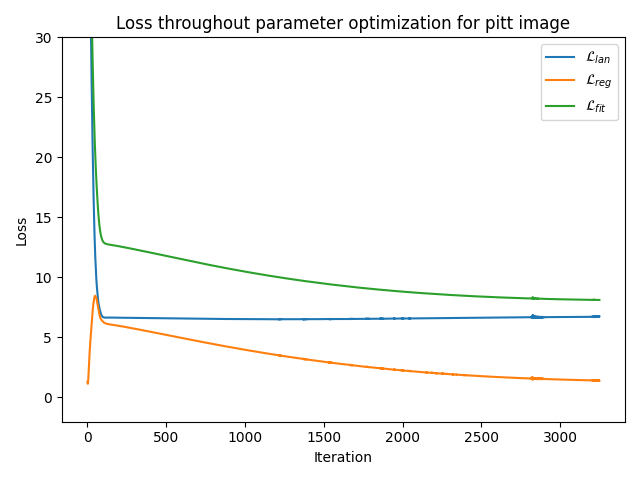 Loss throughout parameter optimization for pitt image
30
25
20
15
10
5
0
Loss
ℒ_lan
ℒ_reg
ℒ_fit
0 500 1000 1500 2000 2500 3000
Iteration